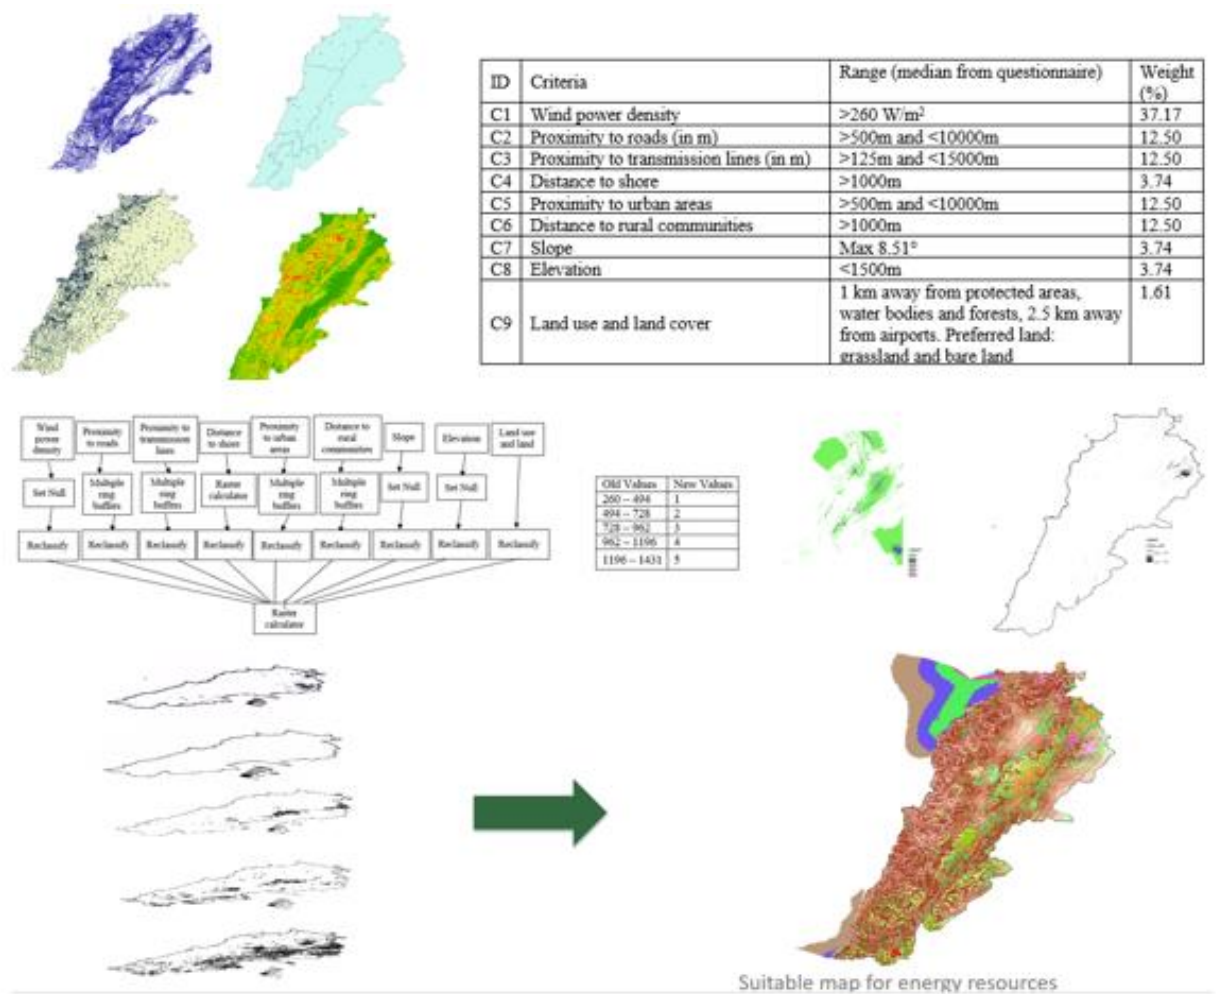 ID Criteria Range (median from questionnaire) Weight (%)
C1 Wind power density >260 W/m² 37.17
C2 Proximity to roads (in m) >500m and <10000m 12.50
C3 Proximity to transmission lines (in m) >125m and <15000m 12.50
C4 Distance to shore >1000m 3.74
C5 Proximity to urban areas >500m and <10000m 12.50
C6 Distance to rural communities >1000m 12.50
C7 Slope Max 8.51° 3.74
C8 Elevation <1500m 3.74
C9 Land use and land cover 1 km away from protected areas, 1.61
water bodies and forests, 2.5 km away
from airports. Preferred land:
grassland and bare land
Wind power density
Proximity to roads
Proximity to transmission lines
Distance to shore
Proximity to urban areas
Distance to rural communities
Slope
Elevation
Land use and land
Set Null
Multiple ring buffers
Multiple ring buffers
Raster calculator
Multiple ring buffers
Multiple ring buffers
Set Null
Set Null
Reclassify Reclassify Reclassify Reclassify Reclassify Reclassify Reclassify Reclassify Reclassify
Raster calculator
Old Values New Values
260 – 494 1
494 – 728 2
728 – 962 3
962 – 1196 4
1196 – 1431 5
Suitable map for energy resources